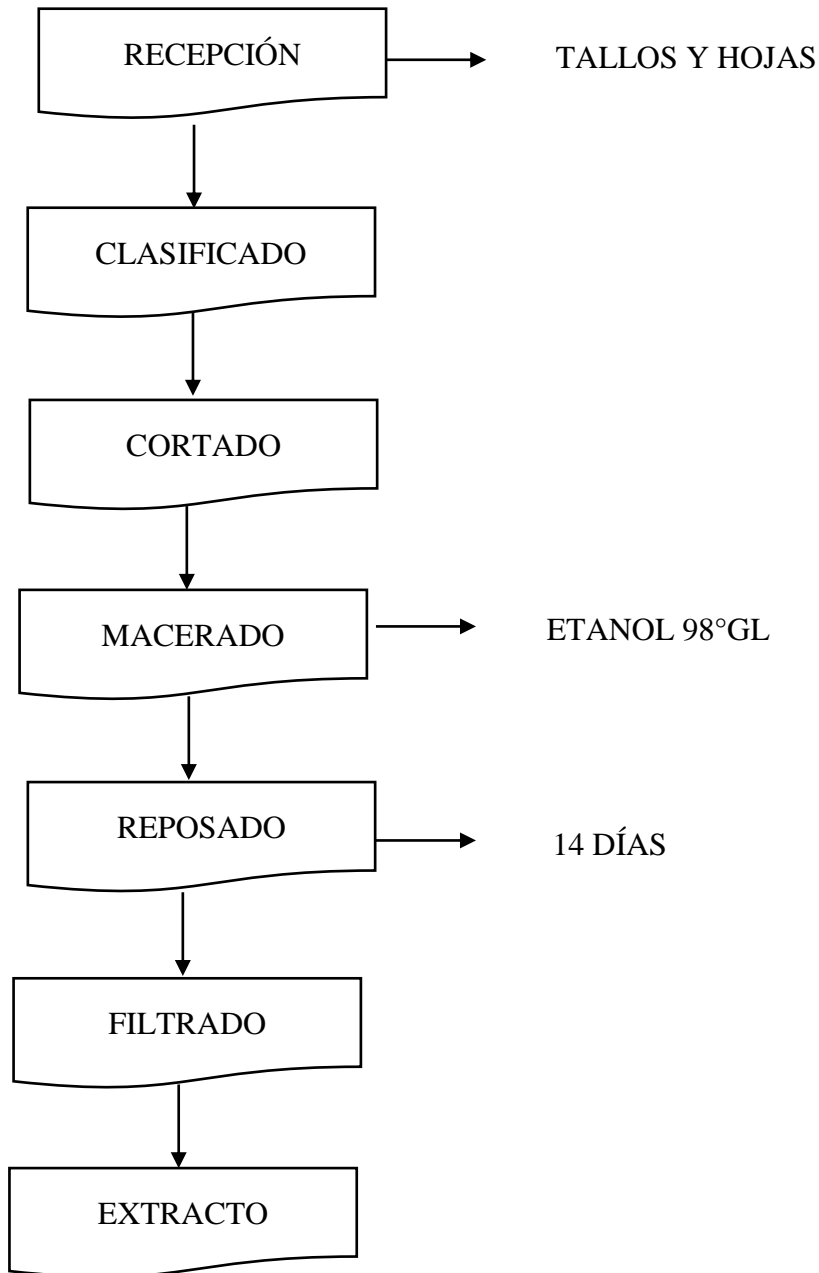 RECEPCIÓN
TALLOS Y HOJAS
CLASIFICADO
CORTADO
MACERADO
ETANOL 98°GL
REPOSADO
14 DÍAS
FILTRADO
EXTRACTO